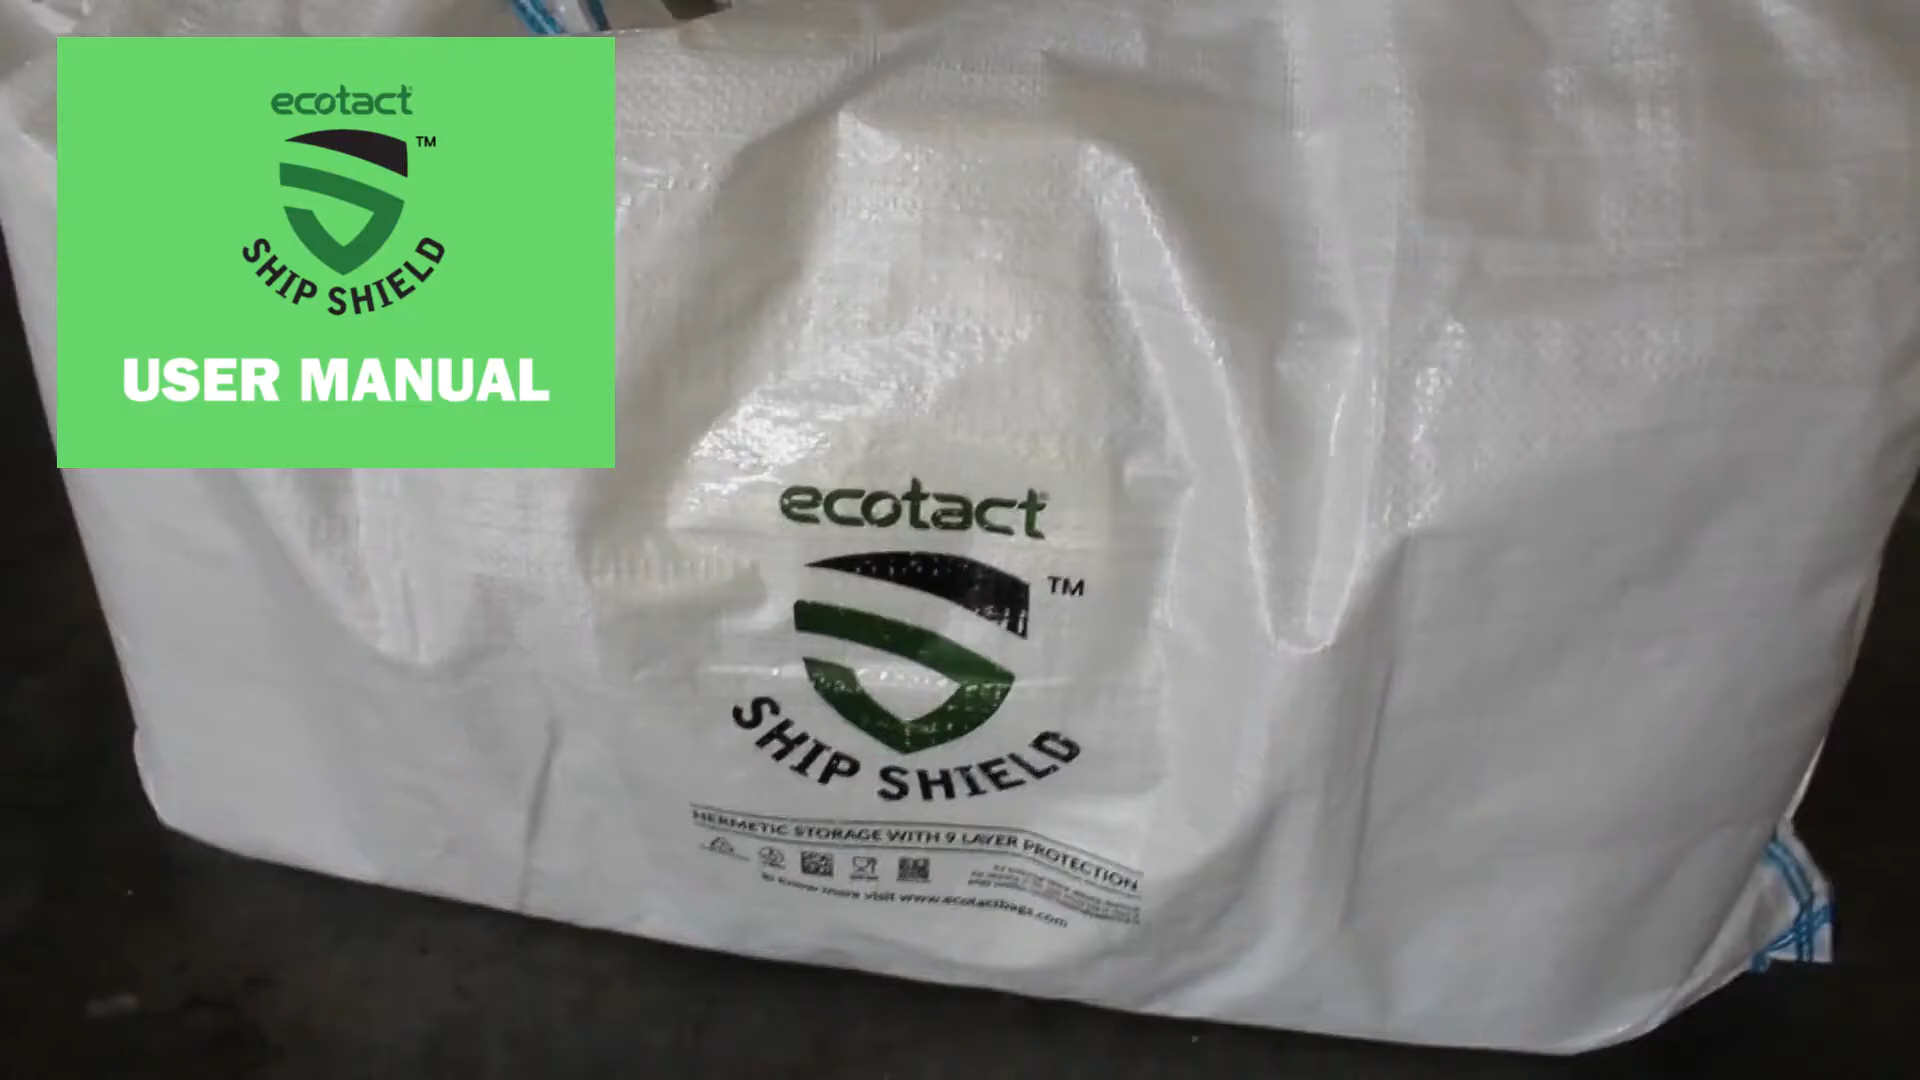 ecotact
TM
SHIP SHIELD
USER MANUAL
ecotact
TM
SHIP SHIELD
HERMETIC STORAGE WITH 9 LAYER PROTECTION
To know more visit www.ecotactbags.com